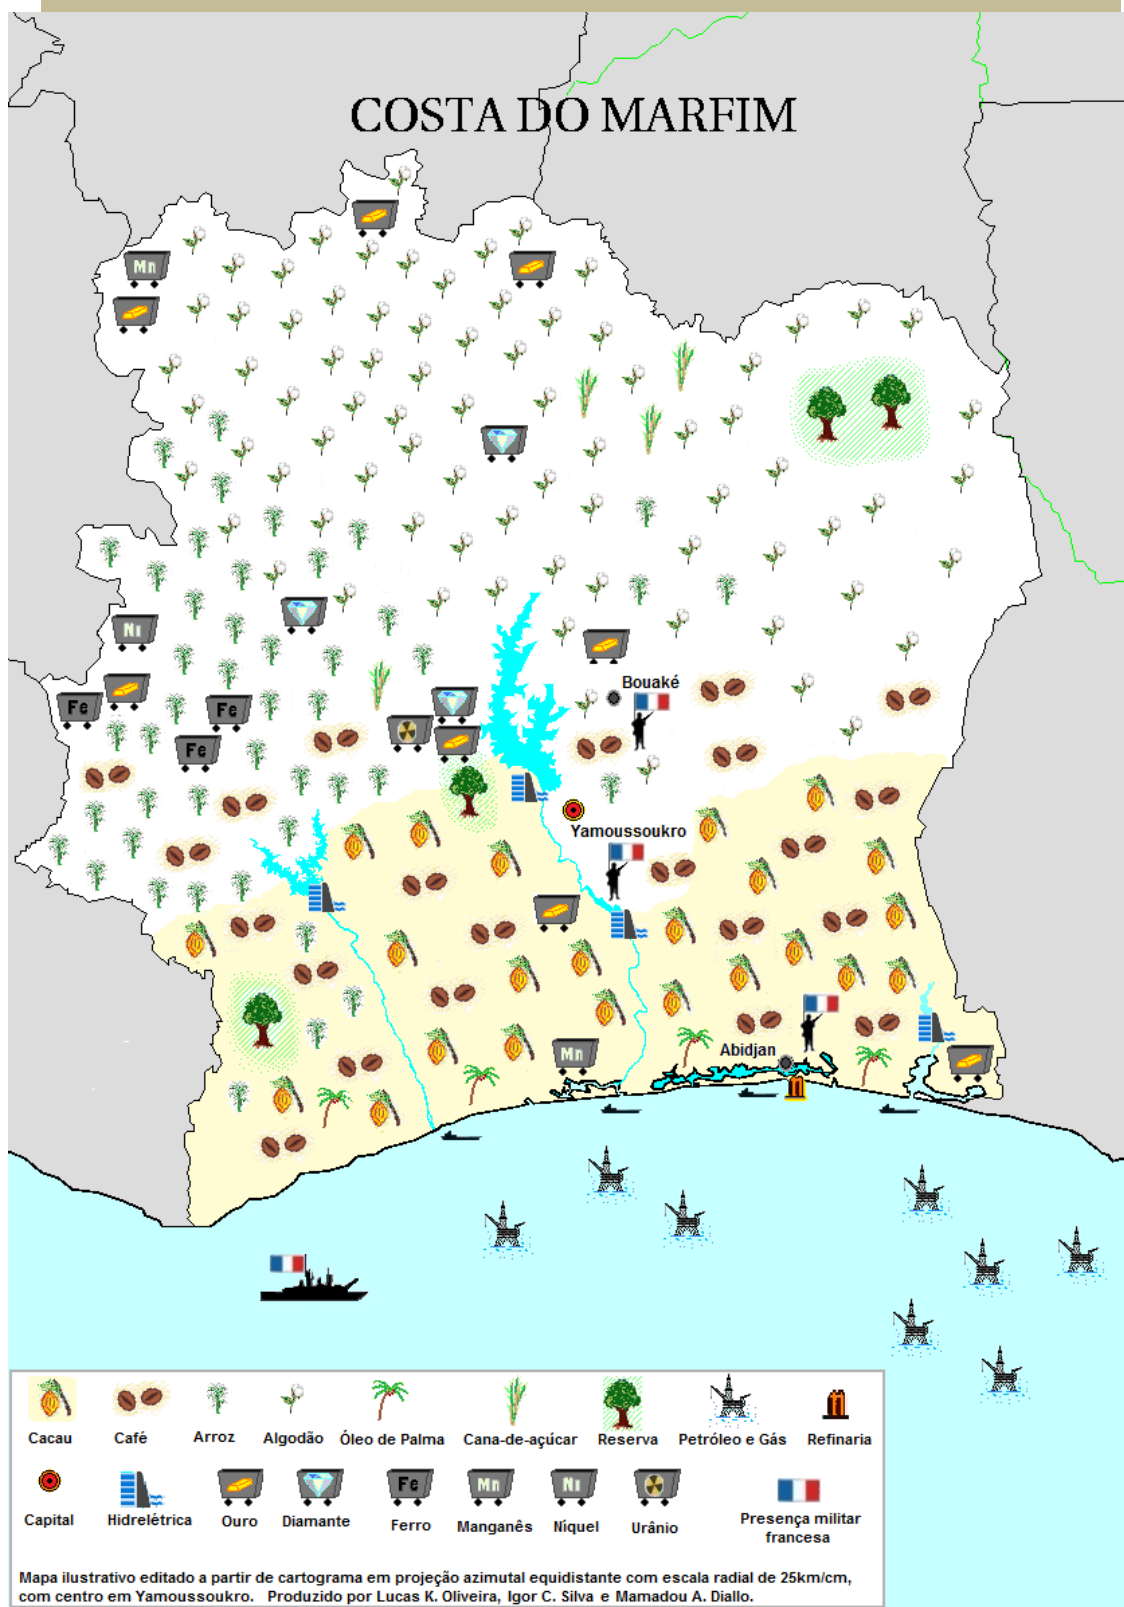 COSTA DO MARFIM
Mn
Ni
Fe
Fe
Fe
Bouaké
Yamoussoukro
Mn
Abidjan
Cacau
Café
Arroz
Algodão
Óleo de Palma
Cana-de-açúcar
Reserva
Petróleo e Gás
Refinaria
Fe
Mn
Ni
Capital
Hidrelétrica
Ouro
Diamante
Ferro
Manganês
Níquel
Urânio
Presença militar
francesa
Mapa ilustrativo editado a partir de cartograma em projeção azimutal equidistante com escala radial de 25km/cm,
com centro em Yamoussoukro. Produzido por Lucas K. Oliveira, Igor C. Silva e Mamadou A. Diallo.